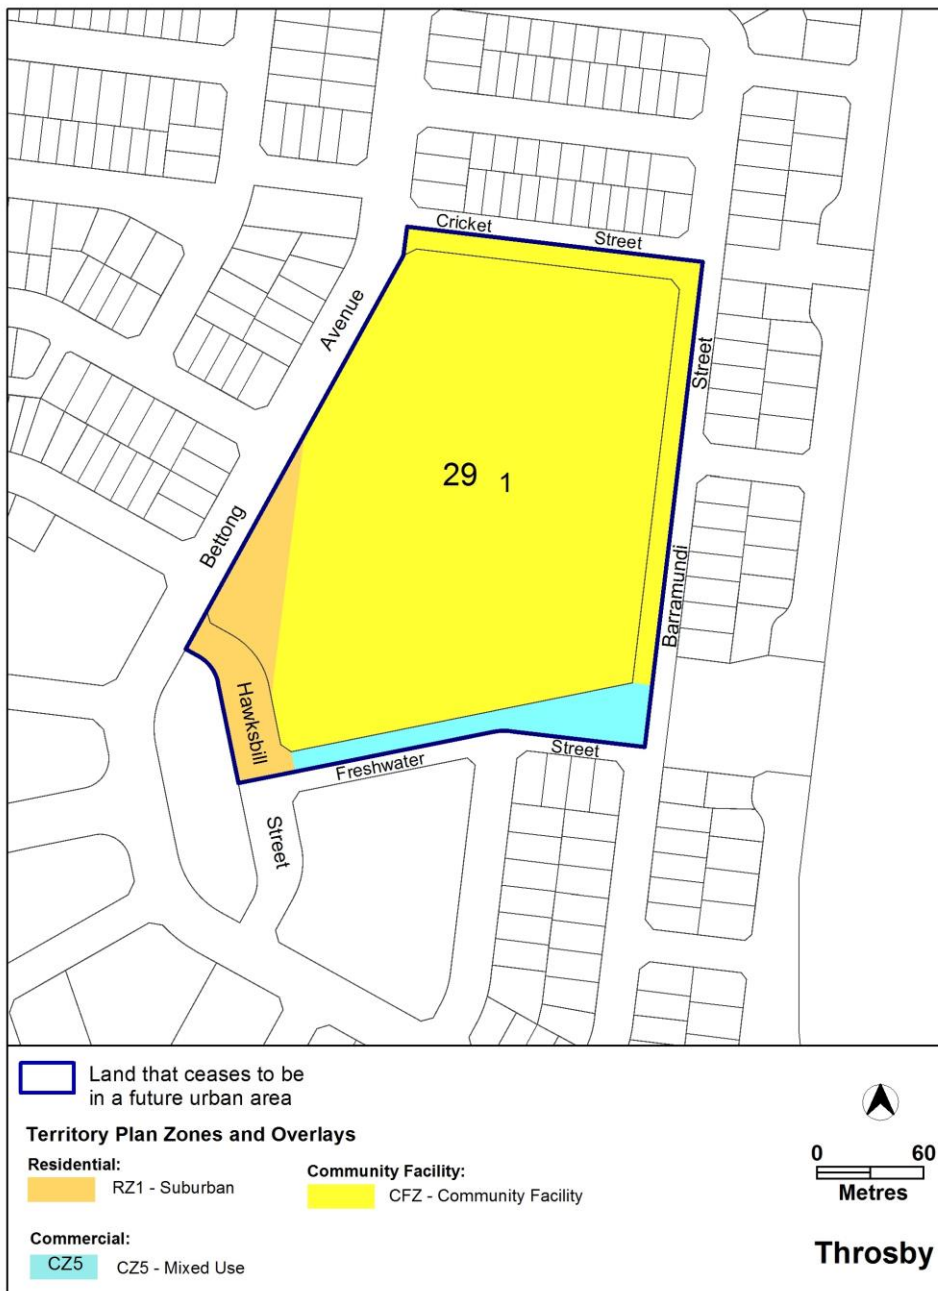 Cricket
Street
Avenue
Street
29 1
Bettong
Barramundi
Hawksbill
Street
Freshwater
Street
Land that ceases to be
in a future urban area
Territory Plan Zones and Overlays
Residential:
RZ1 - Suburban
Community Facility:
CFZ - Community Facility
Commercial:
CZ5 CZ5 - Mixed Use
0 60
Metres
Throsby